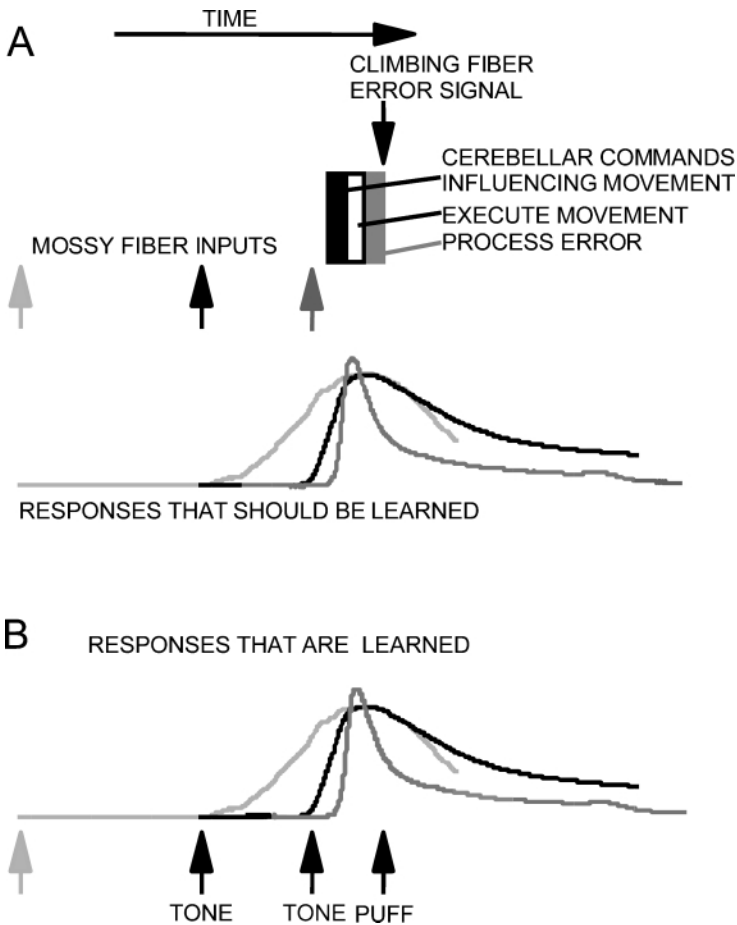 A
TIME
CLIMBING FIBER
ERROR SIGNAL
CEREBELLAR COMMANDS
INFLUENCING MOVEMENT
EXECUTE MOVEMENT
PROCESS ERROR
MOSSY FIBER INPUTS
RESPONSES THAT SHOULD BE LEARNED
B
RESPONSES THAT ARE LEARNED
TONE TONE PUFF